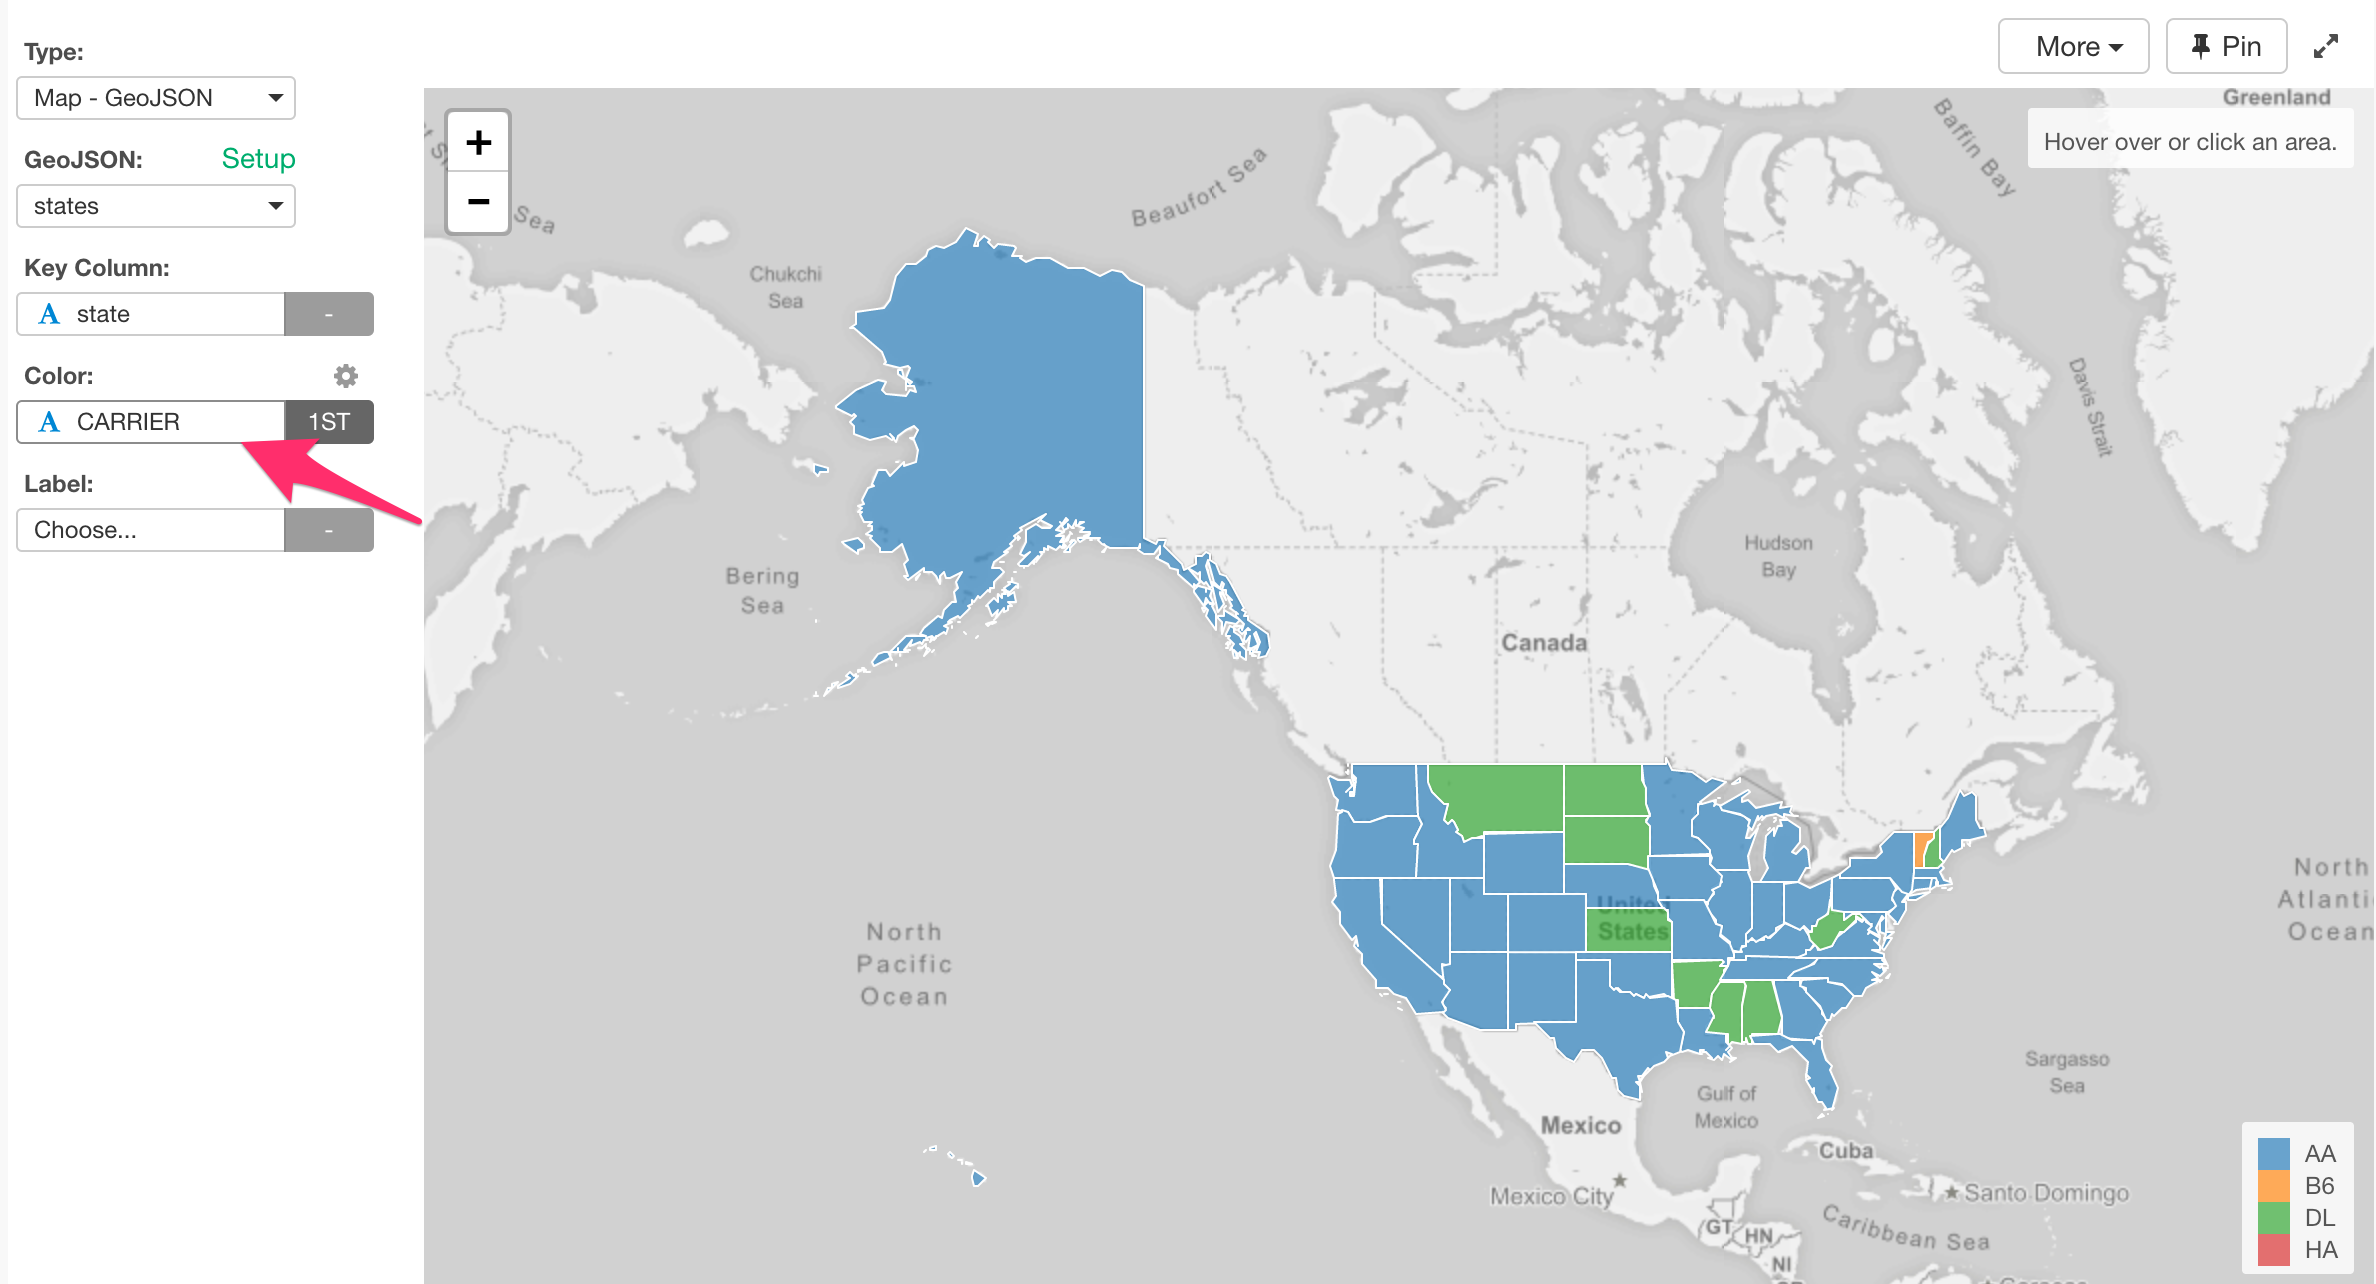 Type:
Map - GeoJSON
GeoJSON: Setup
states
Key Column:
A state -
Color:
A CARRIER 1ST
Label:
Choose... -
More
Pin
+
−
Hover over or click an area.
Greenland
Baffin Bay
Beaufort Sea
Sea
Chukchi
Sea
Davis Strait
Hudson
Bay
Bering
Sea
Canada
North
Pacific
Ocean
United
States
North
Atlanti
Ocean
Sargasso
Sea
Gulf of
Mexico
Mexico
Cuba
Mexico City
Santo Domingo
Caribbean Sea
GT
HN
NI
AA
B6
DL
HA